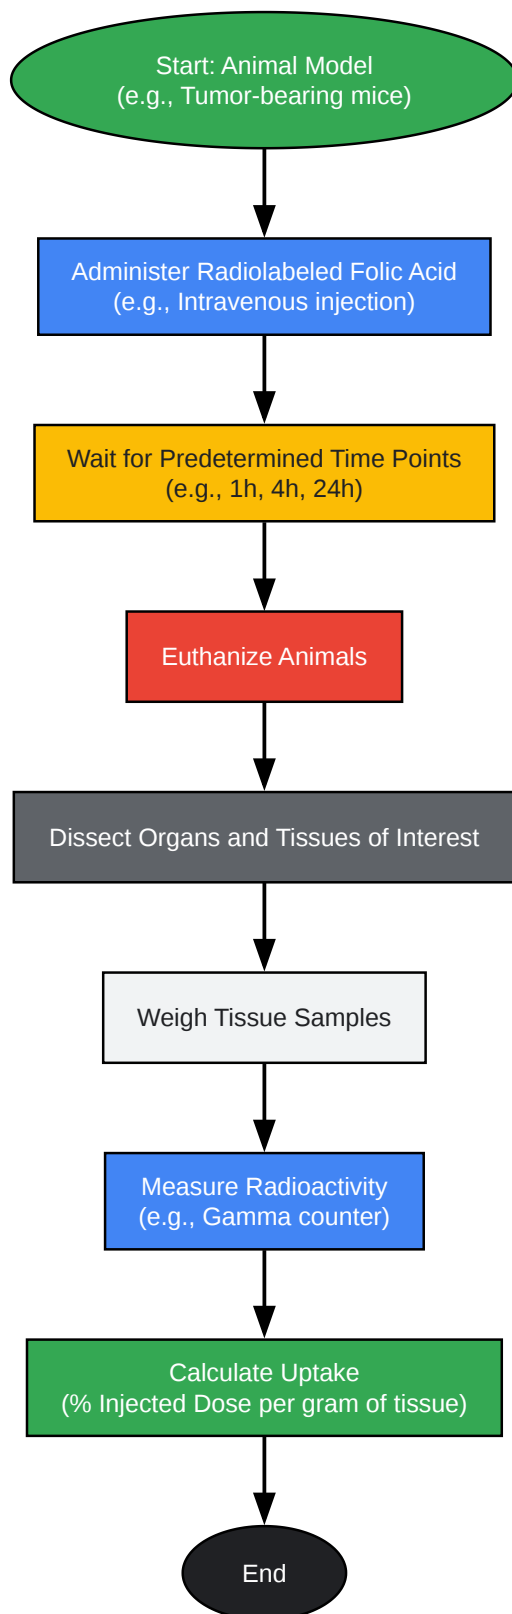 Start: Animal Model
(e.g., Tumor-bearing mice)
Administer Radiolabeled Folic Acid
(e.g., Intravenous injection)
Wait for Predetermined Time Points
(e.g., 1h, 4h, 24h)
Euthanize Animals
Dissect Organs and Tissues of Interest
Weigh Tissue Samples
Measure Radioactivity
(e.g., Gamma counter)
Calculate Uptake
(% Injected Dose per gram of tissue)
End